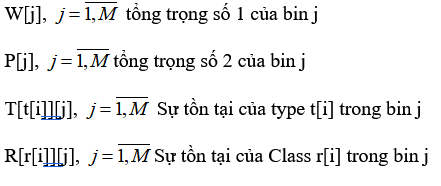 W[j], j = \overline{1,M} tổng trọng số 1 của bin j
P[j], j = \overline{1,M} tổng trọng số 2 của bin j
T[t[i]][j], j = \overline{1,M} Sự tồn tại của type t[i] trong bin j
R[r[i]][j], j = \overline{1,M} Sự tồn tại của Class r[i] trong bin j